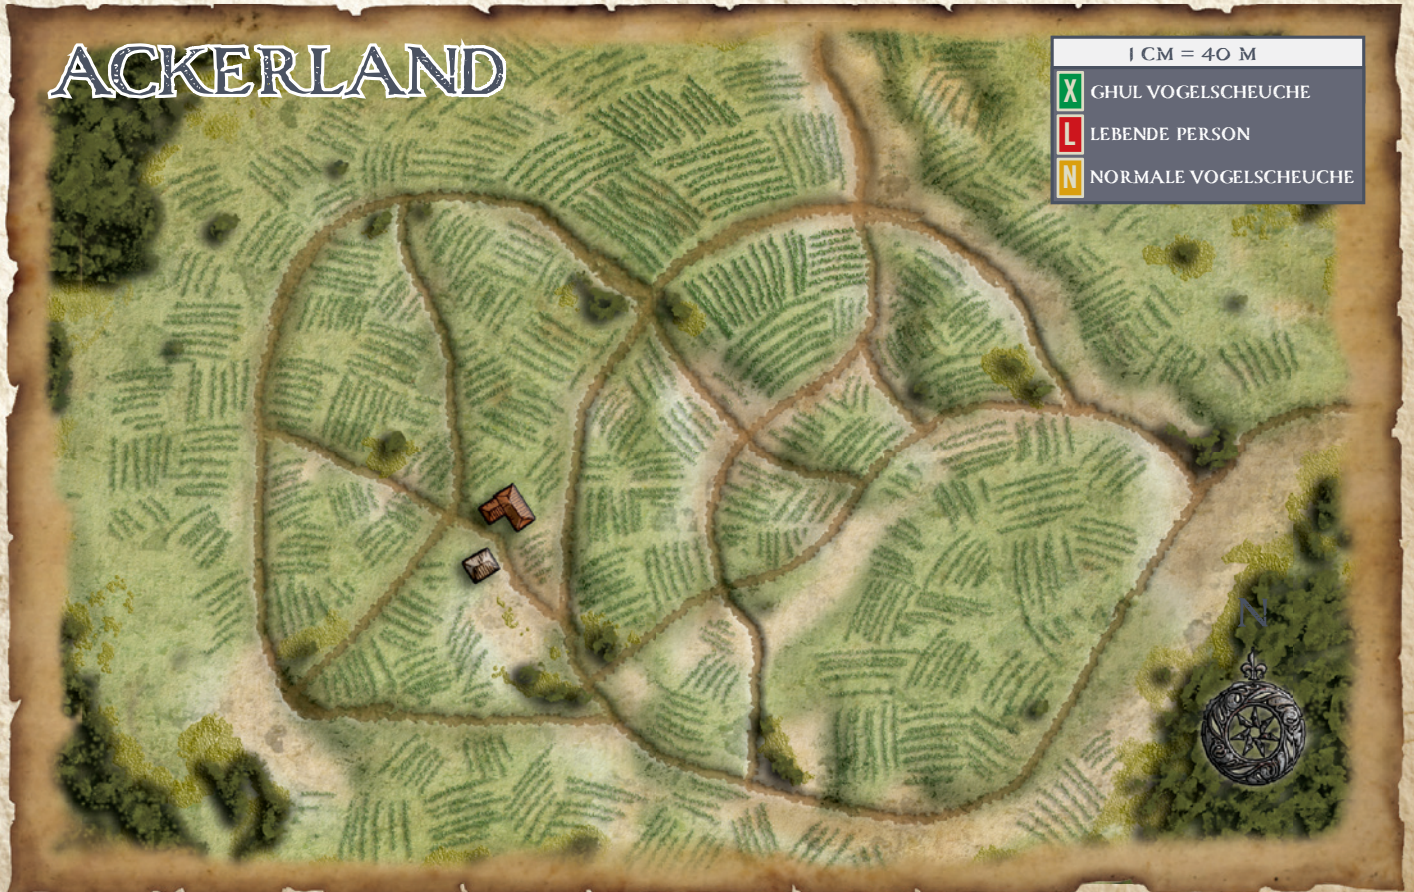 ACKERLAND
1 CM = 40 M
X GHUL VOGELSCHEUCHE
L LEBENDE PERSON
N NORMALE VOGELSCHEUCHE
N